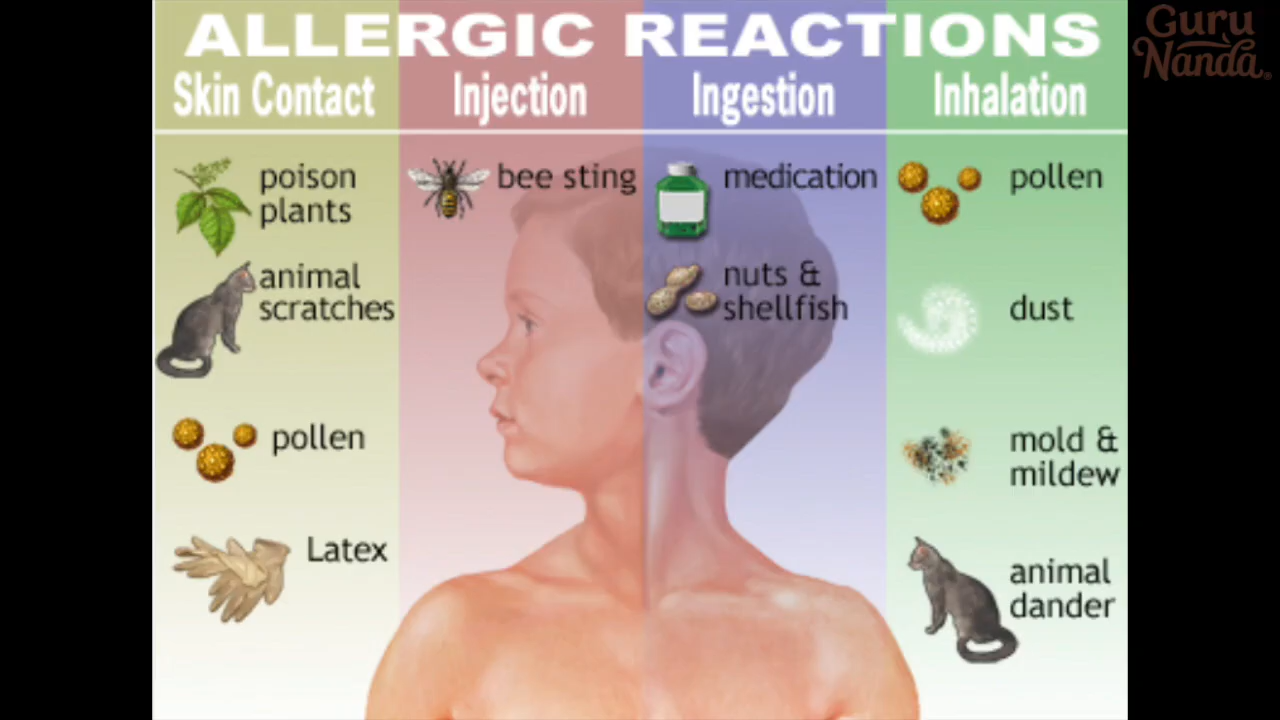 ALLERGIC REACTIONS
Skin Contact
Injection
Ingestion
Inhalation
poison
plants
animal
scratches
pollen
Latex
bee sting
medication
nuts &
shellfish
pollen
dust
mold &
mildew
animal
dander
Guru
Nanda®